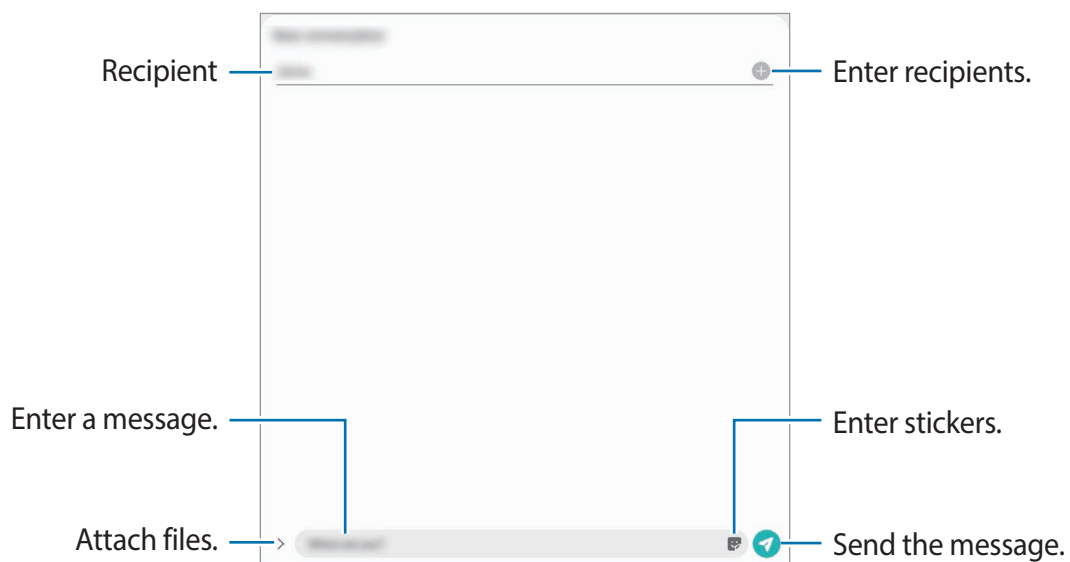 Recipient
Enter recipients.
Enter a message.
Enter stickers.
Attach files.
Send the message.